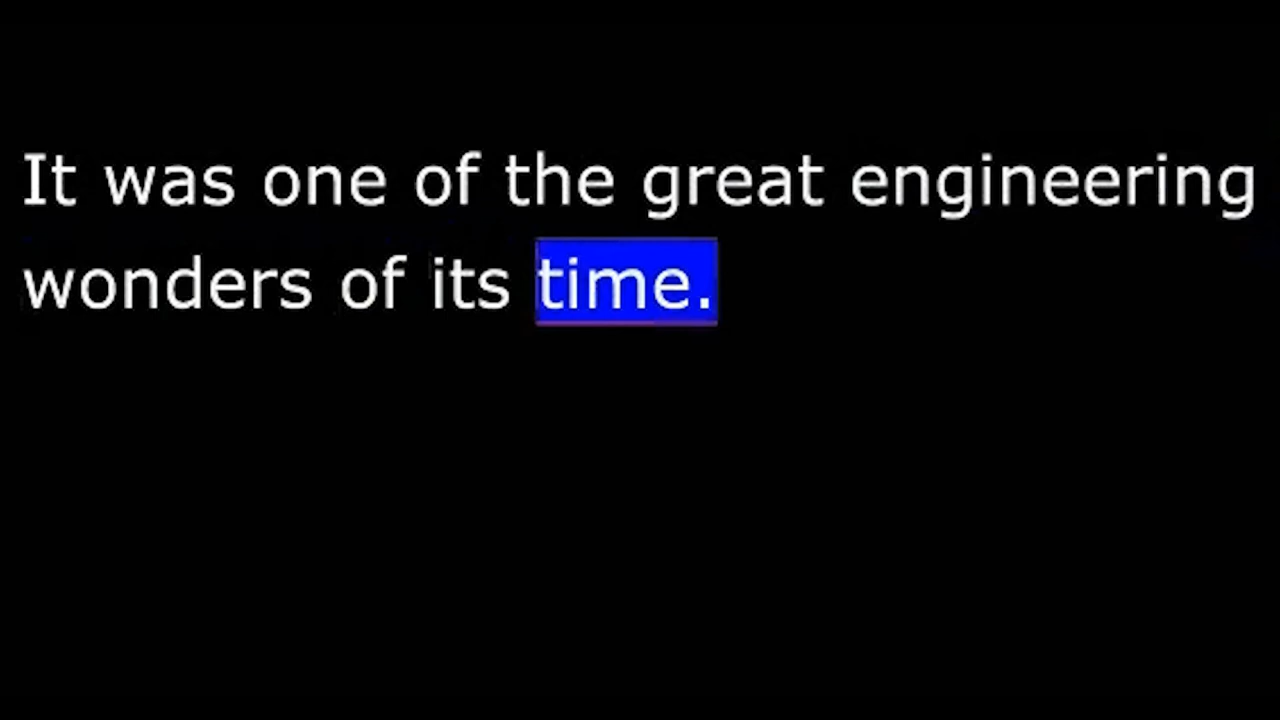 It was one of the great engineering
wonders of its time.